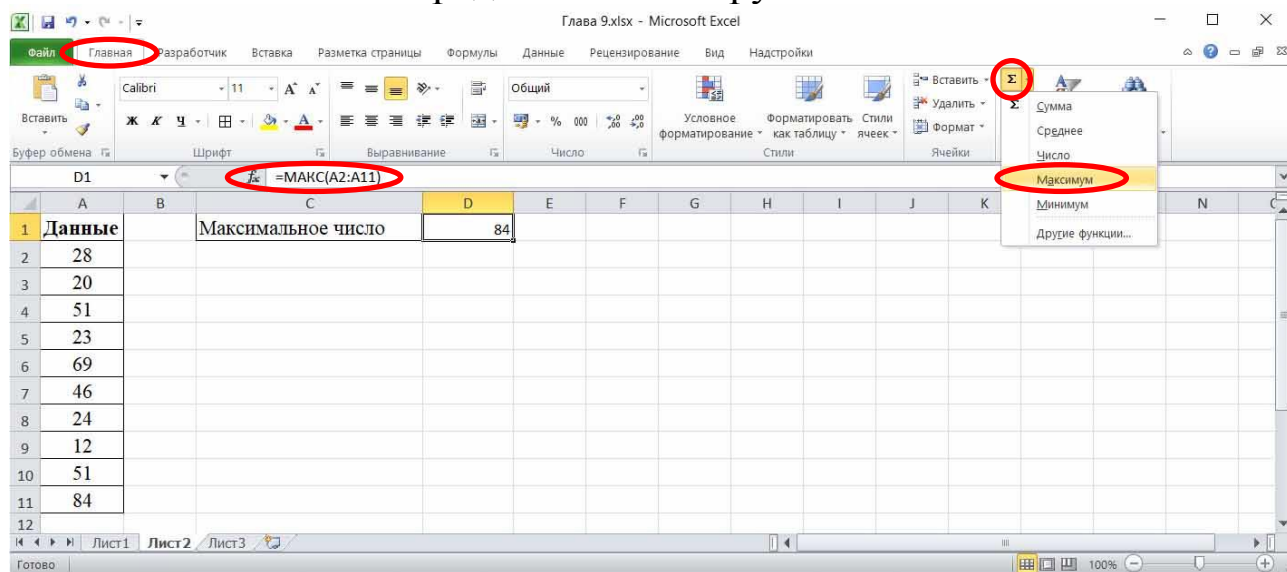 Глава 9.xlsx - Microsoft Excel
Файл Главная Разработчик Вставка Разметка страницы Формулы Данные Рецензирование Вид Надстройки
Вставить
Calibri 11 А А
Ж К Ч А
Общий
% 000 ,00
Условное форматирование
Форматировать как таблицу
Стили ячеек
Вставить
Удалить
Формат
Σ
Буфер обмена Шрифт Выравнивание Число Стили Ячейки
Сумма
Среднее
Число
Максимум
Минимум
Другие функции...
D1 fx =МАКС(A2:A11)
A B C D E F G H I J K N
1 Данные Максимальное число 84
2 28
3 20
4 51
5 23
6 69
7 46
8 24
9 12
10 51
11 84
12
Лист1 Лист2 Лист3
Готово 100%